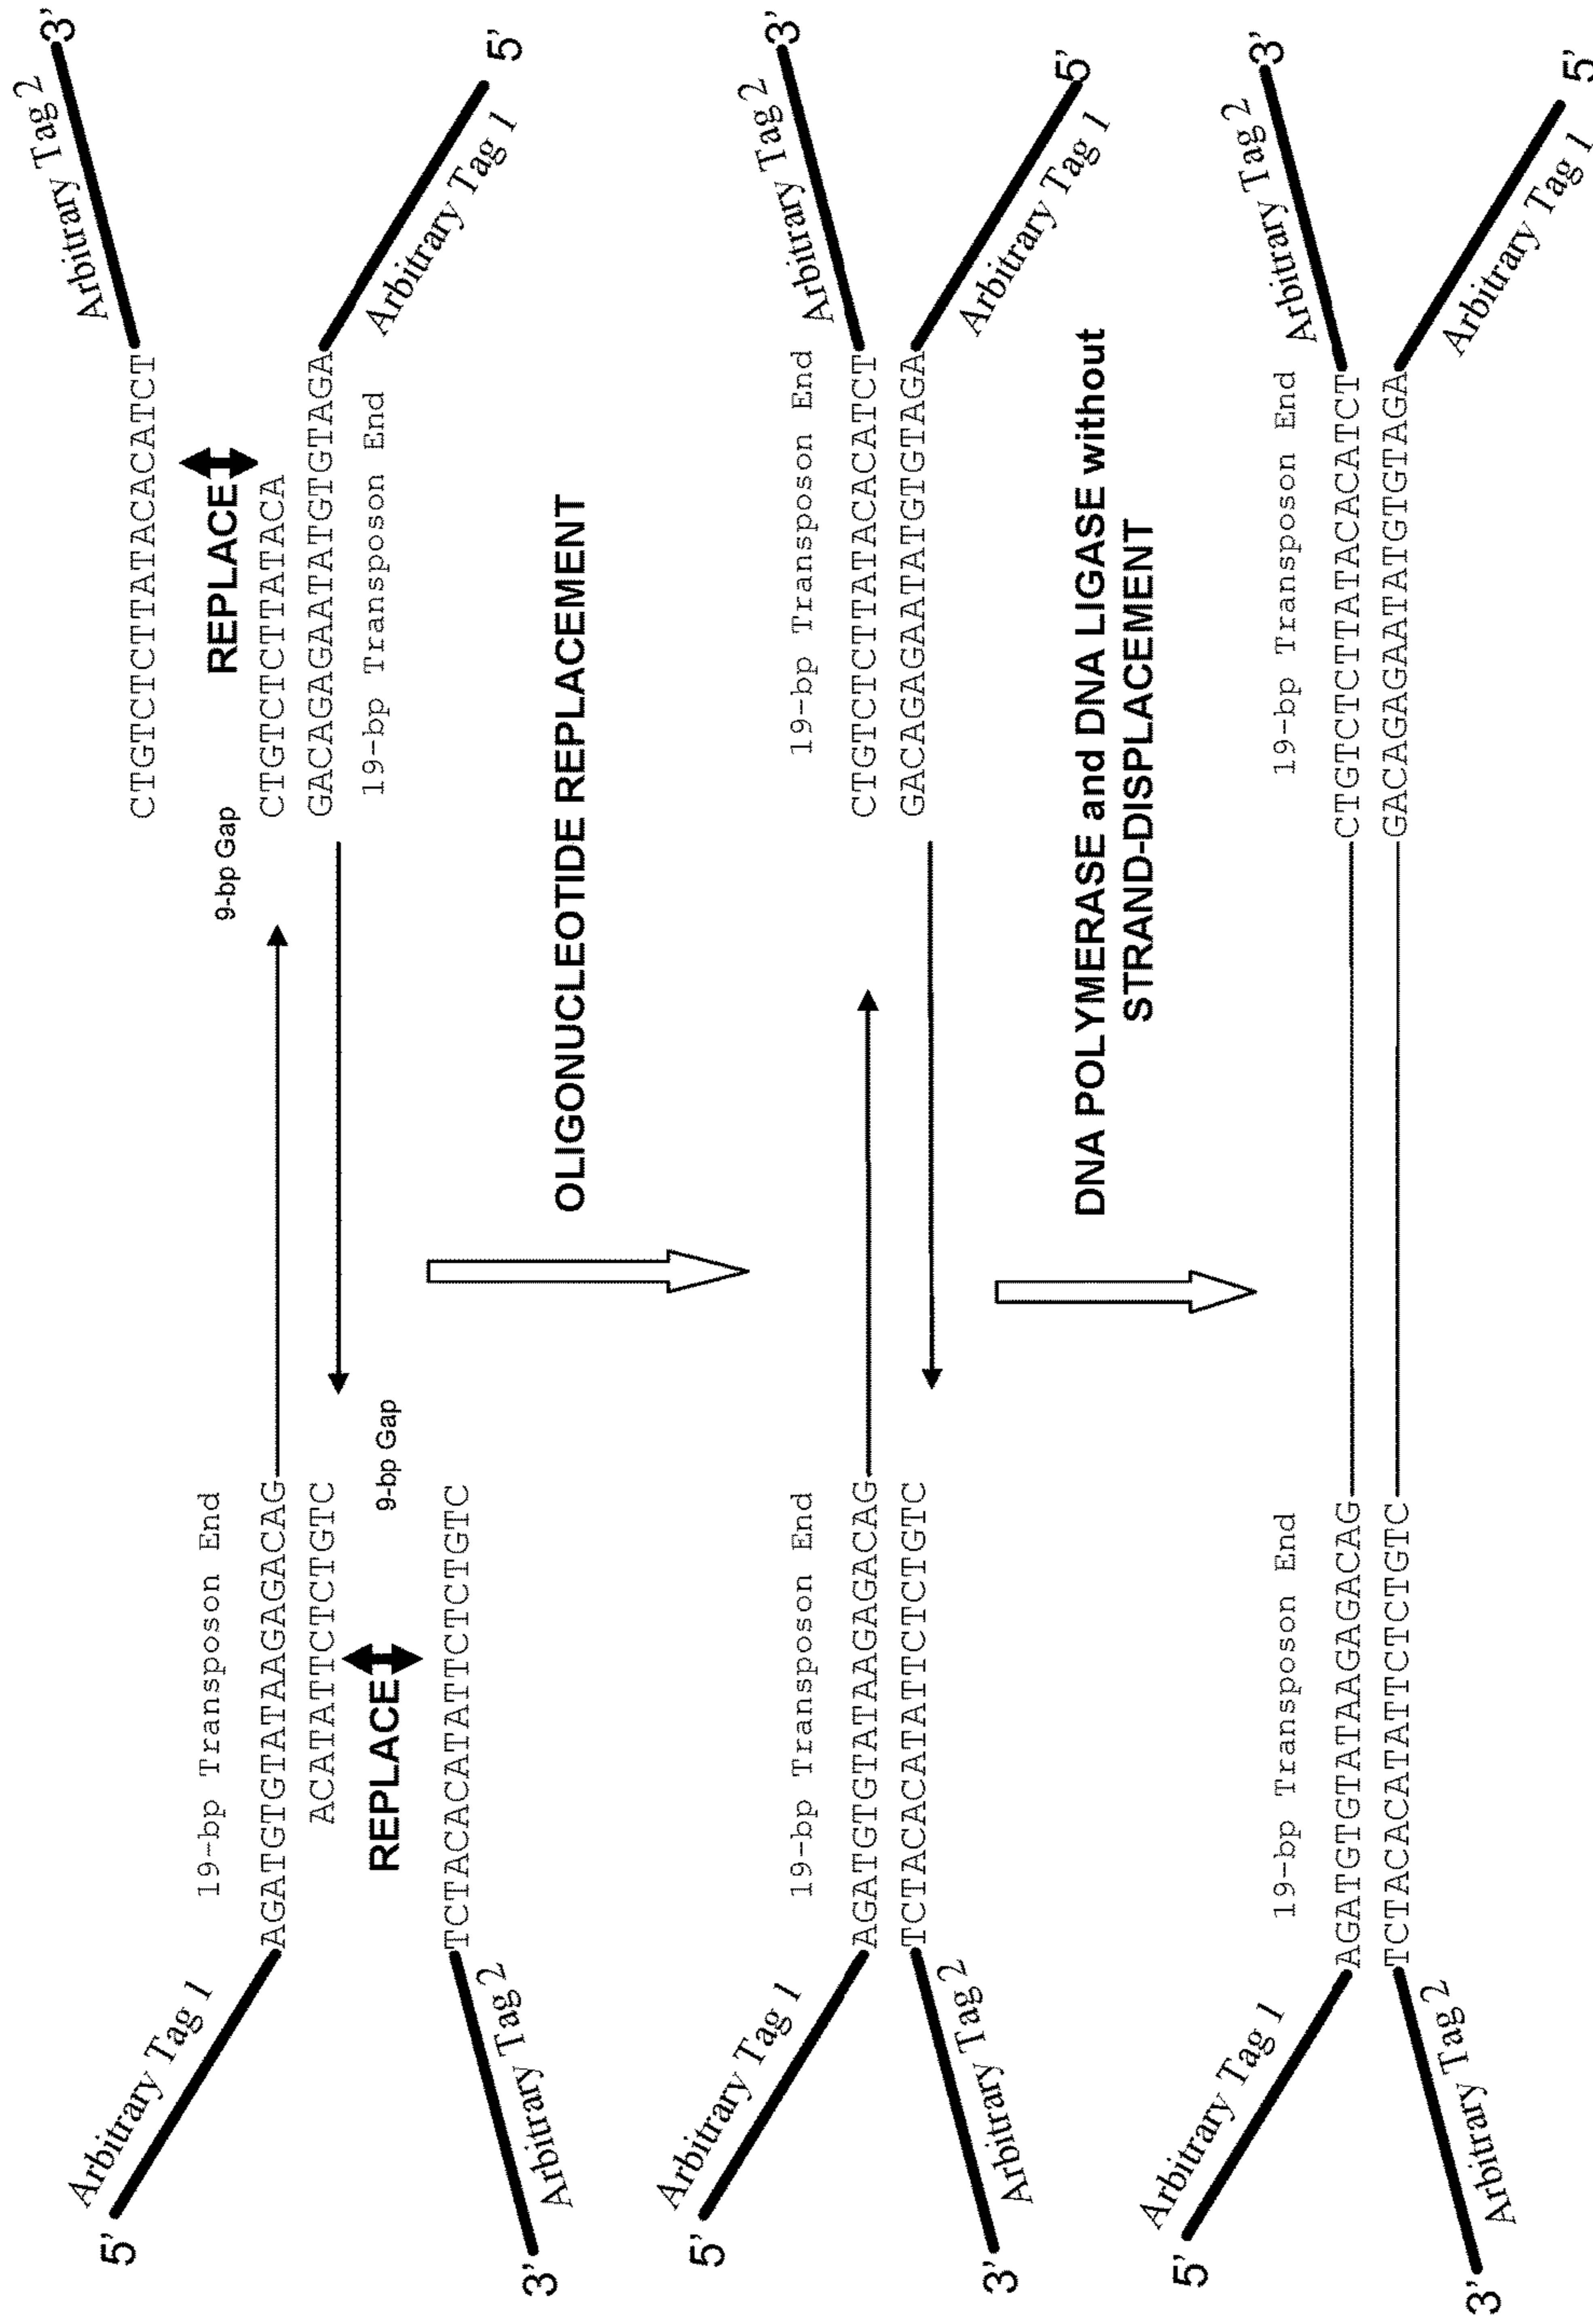 Arbitrary Tag 2
3'
CTGTCTCTTATACACATCT
5'
Arbitrary Tag 1
19-bp Transposon End
9-bp Gap
REPLACE
AGATGTGTATAAGAGACAG
CTGTCTCTTATACA
ACATATTCTCTGTC
GACAGAGAATATGTGTAGA
5'
REPLACE
9-bp Gap
19-bp Transposon End
Arbitrary Tag 1
TCTACACATATTCTCTGTC
3'
Arbitrary Tag 2
OLIGONUCLEOTIDE REPLACEMENT
5'
Arbitrary Tag 1
19-bp Transposon End
19-bp Transposon End
Arbitrary Tag 2
3'
AGATGTGTATAAGAGACAG
CTGTCTCTTATACACATCT
TCTACACATATTCTCTGTC
GACAGAGAATATGTGTAGA
3'
Arbitrary Tag 2
Arbitrary Tag 1
5'
DNA POLYMERASE and DNA LIGASE without
STRAND-DISPLACEMENT
5'
Arbitrary Tag 1
19-bp Transposon End
19-bp Transposon End
Arbitrary Tag 2
3'
AGATGTGTATAAGAGACAG
CTGTCTCTTATACACATCT
TCTACACATATTCTCTGTC
GACAGAGAATATGTGTAGA
3'
Arbitrary Tag 2
Arbitrary Tag 1
5'